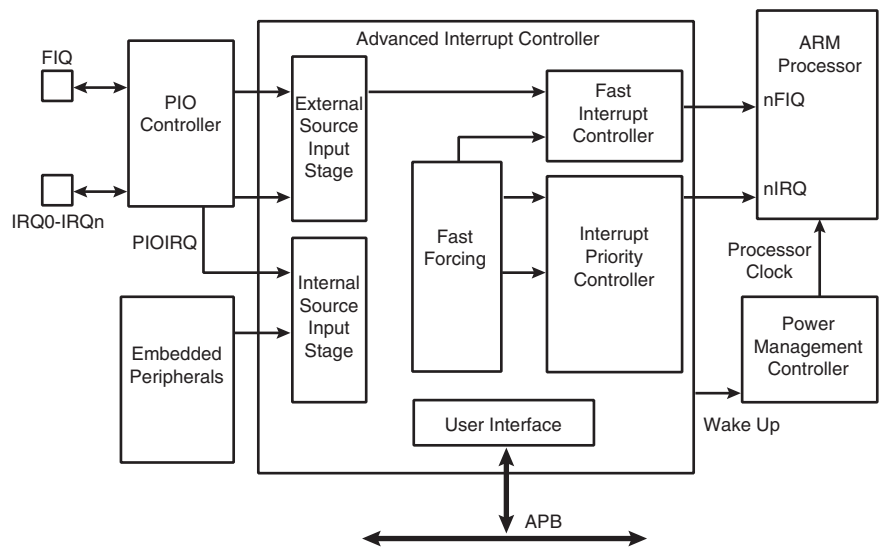 Advanced Interrupt Controller
FIQ
PIO
Controller
IRQ0-IRQn
PIOIRQ
Embedded
Peripherals
External
Source
Input
Stage
Internal
Source
Input
Stage
Fast
Forcing
Fast
Interrupt
Controller
Interrupt
Priority
Controller
User Interface
APB
ARM
Processor
nFIQ
nIRQ
Processor
Clock
Power
Management
Controller
Wake Up